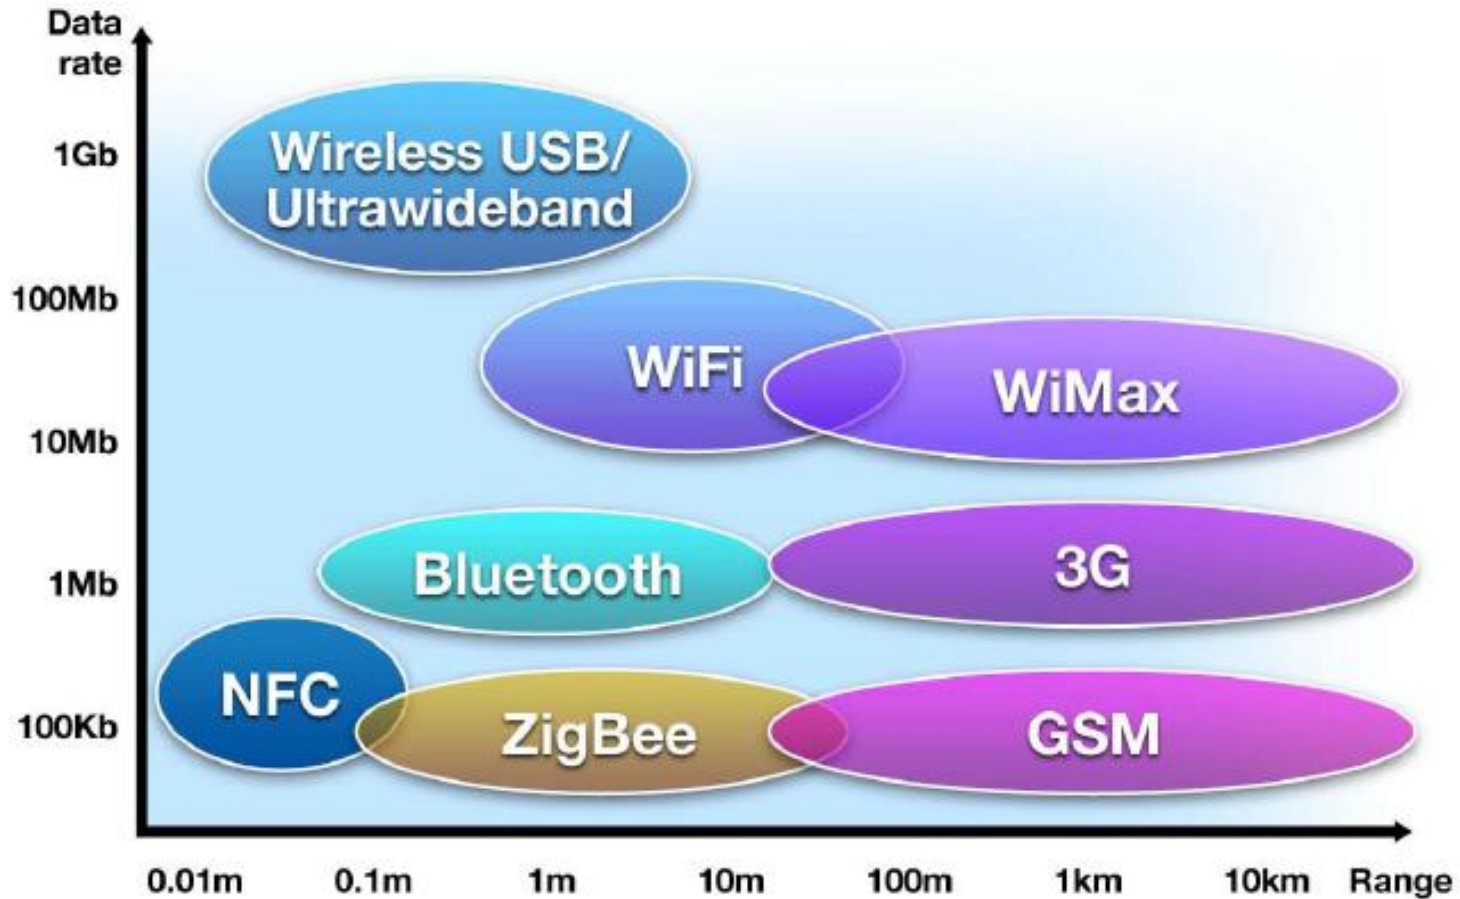 Data
rate
1Gb
100Mb
10Mb
1Mb
100Kb
Wireless USB/
Ultrawideband
WiFi
WiMax
Bluetooth
3G
NFC
ZigBee
GSM
0.01m 0.1m 1m 10m 100m 1km 10km Range